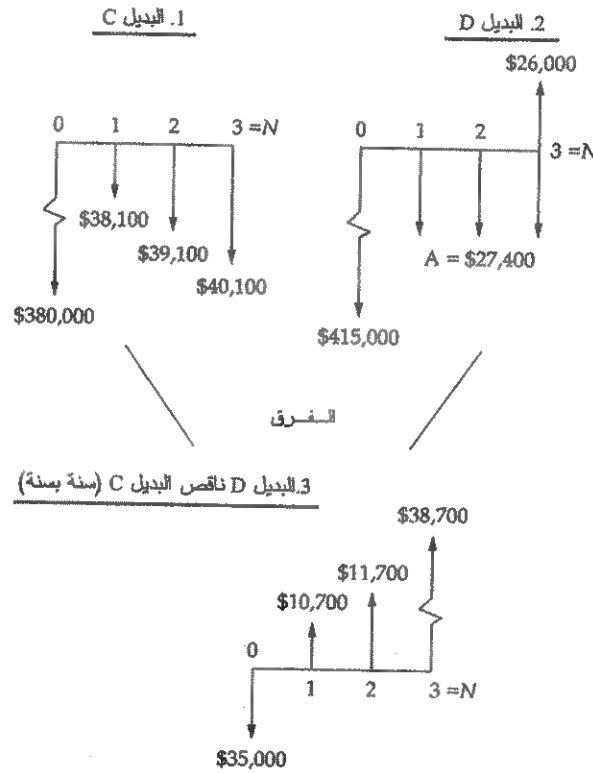 1. البديل C
0 1 2 3 =N
$38,100
$39,100
$40,100
$380,000
2. البديل D
$26,000
0 1 2 3 =N
A = $27,400
$415,000
الـفـرق
3.البديل D ناقص البديل C (سنة بسنة)
$38,700
$11,700
$10,700
0
1 2 3 =N
$35,000